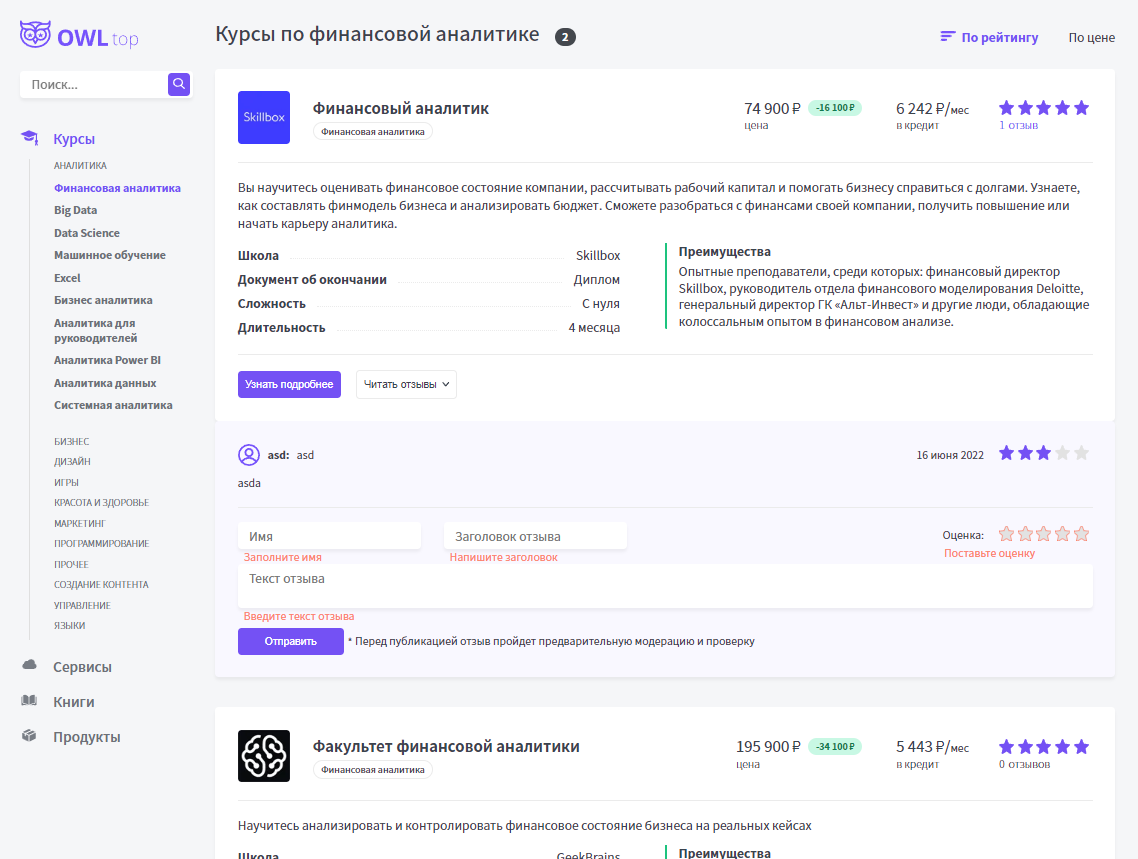 OWLtop
Поиск...
Курсы
АНАЛИТИКА
Финансовая аналитика
Big Data
Data Science
Машинное обучение
Excel
Бизнес аналитика
Аналитика для
руководителей
Аналитика Power BI
Аналитика данных
Системная аналитика
БИЗНЕС
ДИЗАЙН
ИГРЫ
КРАСОТА И ЗДОРОВЬЕ
МАРКЕТИНГ
ПРОГРАММИРОВАНИЕ
ПРОЧЕЕ
СОЗДАНИЕ КОНТЕНТА
УПРАВЛЕНИЕ
ЯЗЫКИ
Сервисы
Книги
Продукты
Курсы по финансовой аналитике 2
По рейтингу По цене
Skillbox
Финансовый аналитик
Финансовая аналитика
74 900 ₽ -16 100 ₽
цена
6 242 ₽/мес
в кредит
1 отзыв
Вы научитесь оценивать финансовое состояние компании, рассчитывать рабочий капитал и помогать бизнесу справиться с долгами. Узнаете,
как составлять финмодель бизнеса и анализировать бюджет. Сможете разобраться с финансами своей компании, получить повышение или
начать карьеру аналитика.
Школа Skillbox
Документ об окончании Диплом
Сложность С нуля
Длительность 4 месяца
Преимущества
Опытные преподаватели, среди которых: финансовый директор
Skillbox, руководитель отдела финансового моделирования Deloitte,
генеральный директор ГК «Альт-Инвест» и другие люди, обладающие
колоссальным опытом в финансовом анализе.
Узнать подробнее Читать отзывы
asd: asd 16 июня 2022
asda
Имя Заголовок отзыва Оценка:
Заполните имя Напишите заголовок Поставьте оценку
Текст отзыва
Введите текст отзыва
Отправить * Перед публикацией отзыв пройдет предварительную модерацию и проверку
Факультет финансовой аналитики
Финансовая аналитика
195 900 ₽ -34 100 ₽
цена
5 443 ₽/мес
в кредит
0 отзывов
Научитесь анализировать и контролировать финансовое состояние бизнеса на реальных кейсах
Школа GeekBrains
Преимущества